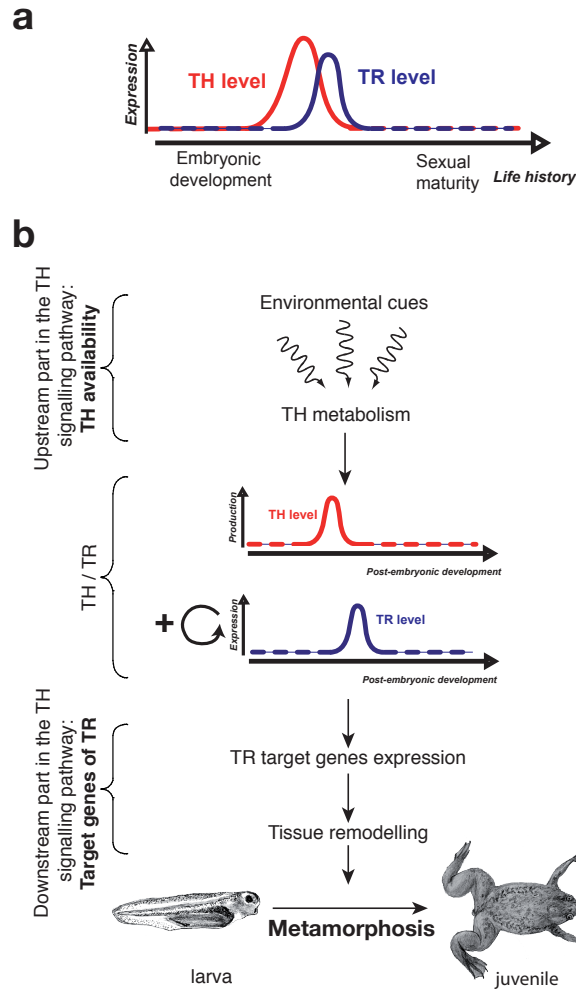 a
Expression
TH level
TR level
Embryonic
development
Sexual
maturity
Life history
b
Upstream part in the TH
signalling pathway:
TH availability
Environmental cues
TH metabolism
TH / TR
Production
TH level
Post-embryonic development
+
Expression
TR level
Post-embryonic development
Downstream part in the TH
signalling pathway:
Target genes of TR
TR target genes expression
Tissue remodelling
Metamorphosis
larva
juvenile